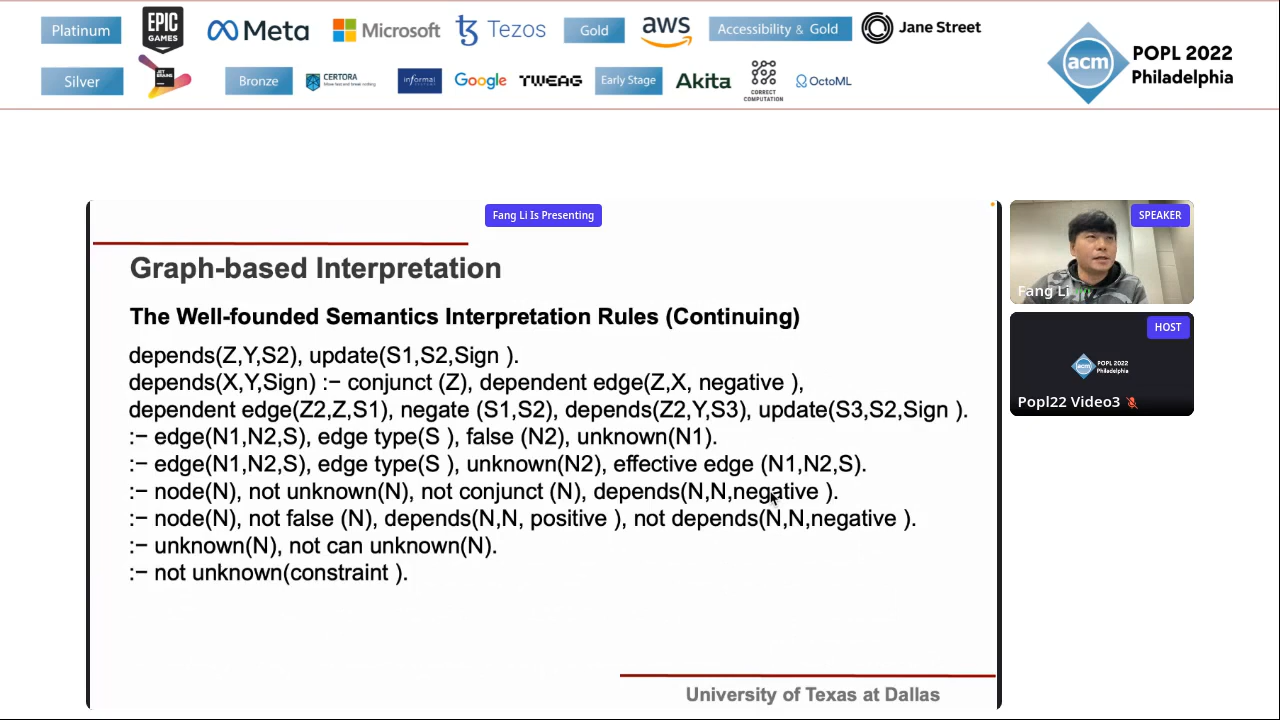 Platinum
EPIC GAMES
Meta
Microsoft
Tezos
Gold
aws
Accessibility & Gold
Jane Street
POPL 2022
Philadelphia
acm
Silver
JET BRAINS
Bronze
CERTORA
informal
Google
TWEAG
Early Stage
Akita
CORRECT COMPUTATION
OctoML
Fang Li Is Presenting
SPEAKER
Fang Li
HOST
POPL 2022
Philadelphia
Popl22 Video3
Graph-based Interpretation
The Well-founded Semantics Interpretation Rules (Continuing)
depends(Z,Y,S2), update(S1,S2,Sign ).
depends(X,Y,Sign) :− conjunct (Z), dependent edge(Z,X, negative ),
dependent edge(Z2,Z,S1), negate (S1,S2), depends(Z2,Y,S3), update(S3,S2,Sign ).
:− edge(N1,N2,S), edge type(S ), false (N2), unknown(N1).
:− edge(N1,N2,S), edge type(S ), unknown(N2), effective edge (N1,N2,S).
:− node(N), not unknown(N), not conjunct (N), depends(N,N,negative ).
:− node(N), not false (N), depends(N,N, positive ), not depends(N,N,negative ).
:− unknown(N), not can unknown(N).
:− not unknown(constraint ).
University of Texas at Dallas